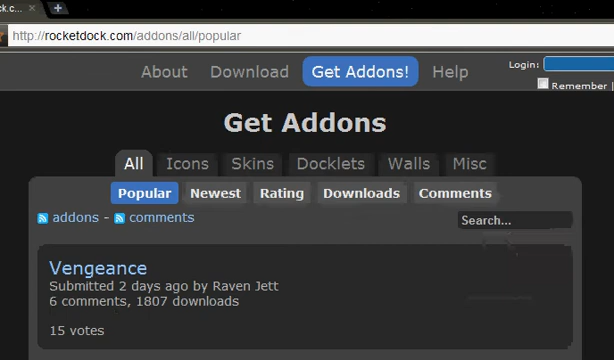 ck.c...
http://rocketdock.com/addons/all/popular
About Download Get Addons! Help Login:
Remember |
Get Addons
All Icons Skins Docklets Walls Misc
Popular Newest Rating Downloads Comments
addons - comments Search...
Vengeance
Submitted 2 days ago by Raven Jett
6 comments, 1807 downloads
15 votes